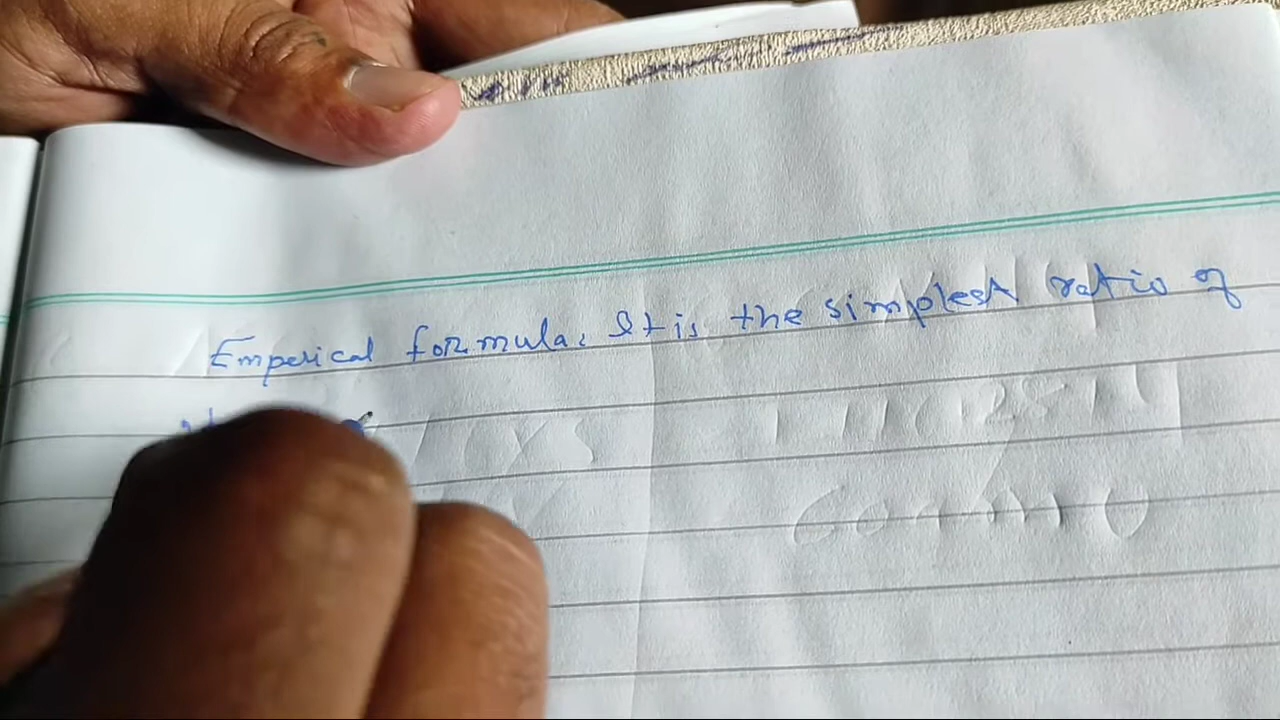 Emperical formula: It is the simplest ratio of